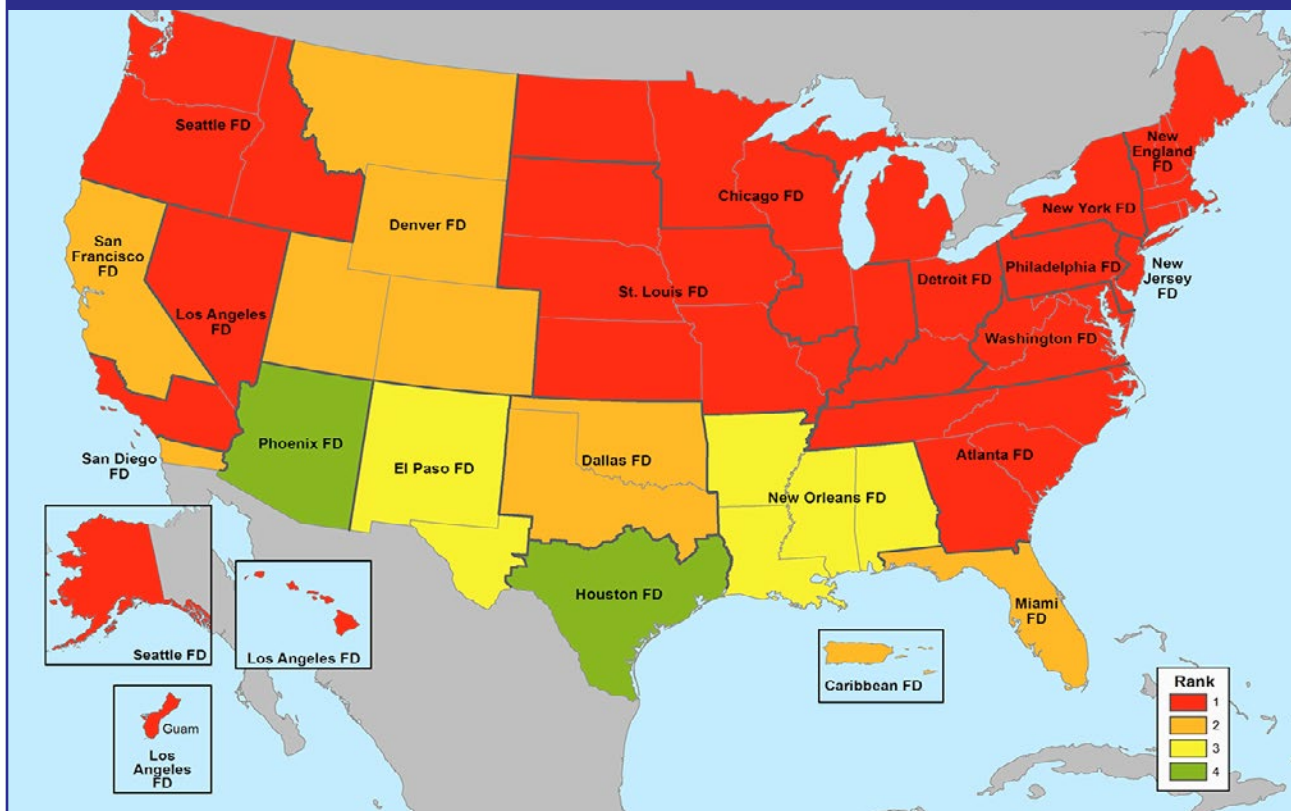 Seattle FD
San
Francisco
FD
Los Angeles
FD
Denver FD
Chicago FD
St. Louis FD
Detroit FD
New York FD
New
England
FD
Philadelphia FD
New
Jersey
FD
Washington FD
San Diego
FD
Phoenix FD
El Paso FD
Dallas FD
New Orleans FD
Atlanta FD
Houston FD
Miami
FD
Seattle FD
Los Angeles FD
Guam
Los
Angeles
FD
Caribbean FD
Rank
1
2
3
4